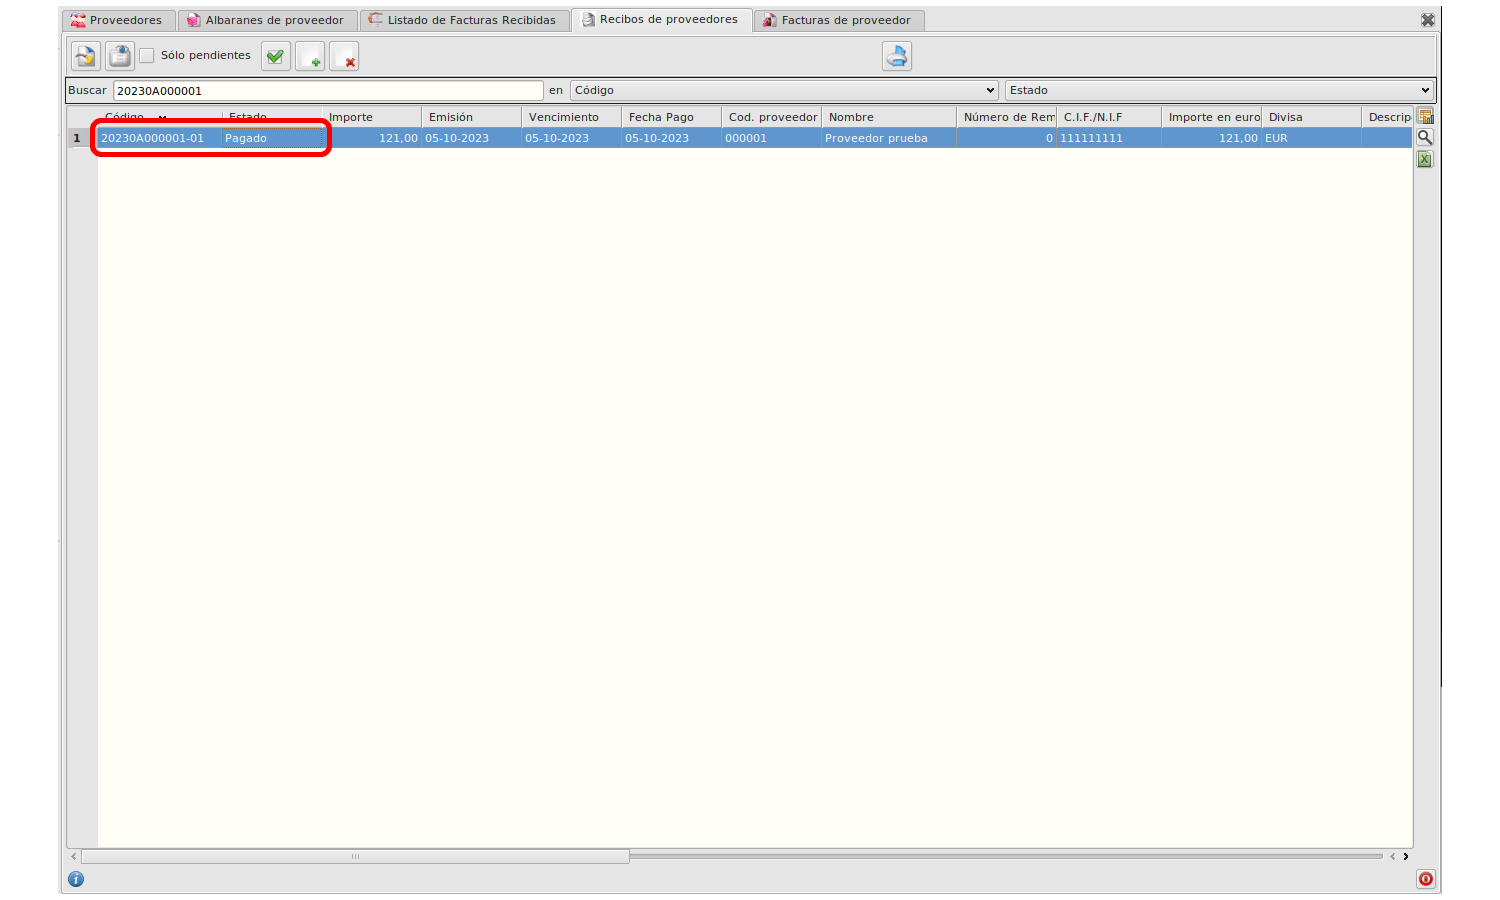 Proveedores Albaranes de proveedor Listado de Facturas Recibidas Recibos de proveedores Facturas de proveedor
Sólo pendientes
Buscar 20230A000001 en Código Estado
Código Estado Importe Emisión Vencimiento Fecha Pago Cod. proveedor Nombre Número de Rem C.I.F./N.I.F Importe en euro Divisa Descrip
1 20230A000001-01 Pagado 121,00 05-10-2023 05-10-2023 05-10-2023 000001 Proveedor prueba 0 111111111 121,00 EUR